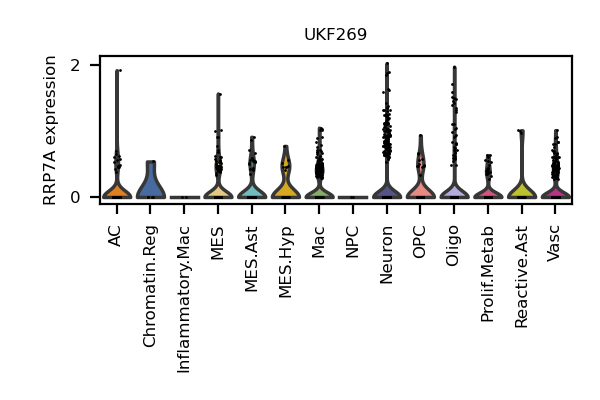 UKF269
RRP7A expression
2
0
AC
Chromatin.Reg
Inflammatory.Mac
MES
MES.Ast
MES.Hyp
Mac
NPC
Neuron
OPC
Oligo
Prolif.Metab
Reactive.Ast
Vasc